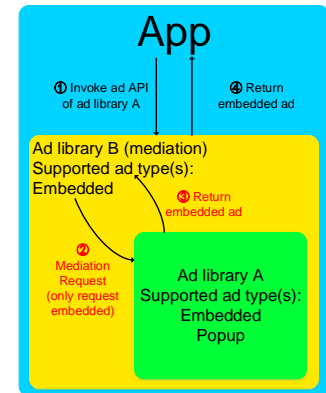 App
① Invoke ad API
of ad library A
④ Return
embedded ad
Ad library B (mediation)
Supported ad type(s):
Embedded
③ Return
embedded ad
②
Mediation
Request
(only request
embedded)
Ad library A
Supported ad type(s):
Embedded
Popup